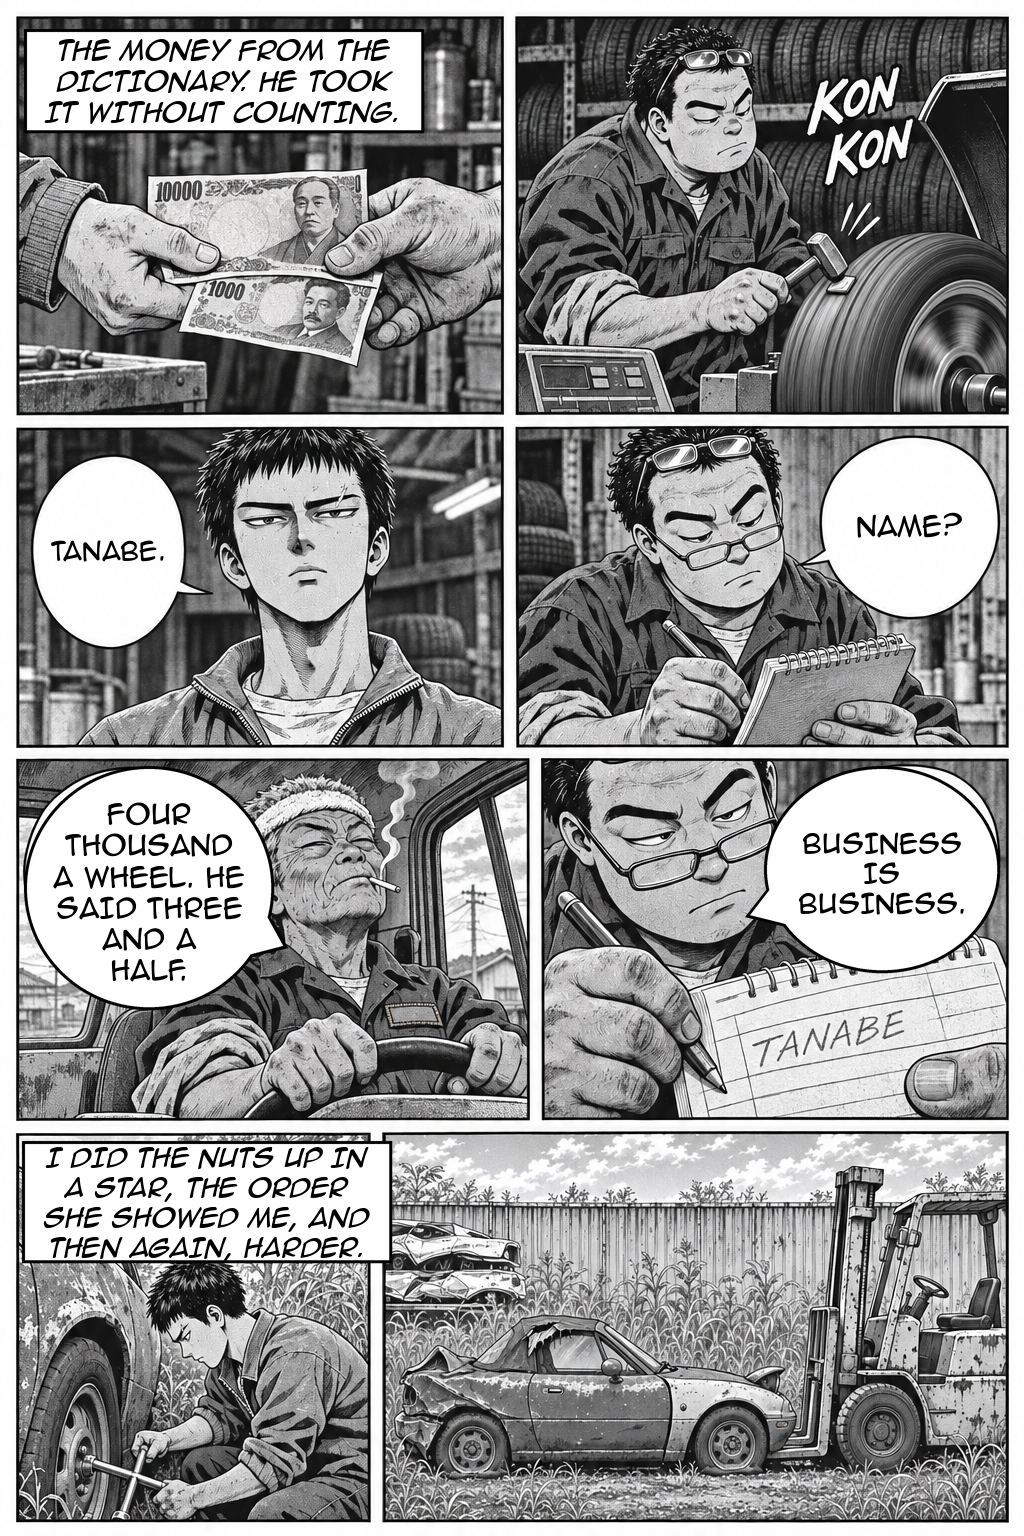 KON
KON
THE MONEY FROM THE
DICTIONARY. HE TOOK
IT WITHOUT COUNTING.
10000
10
1000
NAME?
TANABE.
BUSINESS
IS
BUSINESS.
TANABE
FOUR
THOUSAND
A WHEEL. HE
SAID THREE
AND A
HALF.
I DID THE NUTS UP IN
A STAR, THE ORDER
SHE SHOWED ME, AND
THEN AGAIN, HARDER.